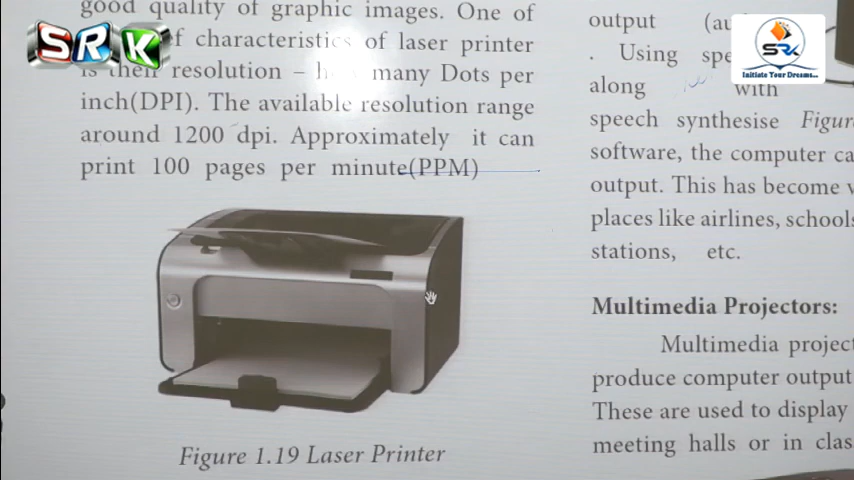 SRK
good quality of graphic images. One of
of characteristics of laser printer
is their resolution – how many Dots per
inch(DPI). The available resolution range
around 1200 dpi. Approximately it can
print 100 pages per minute(PPM)
Figure 1.19 Laser Printer
output
. Using
along with
speech synthesise Figure
software, the computer
output. This has become
places like airlines, schools
stations, etc.
Multimedia Projectors:
Multimedia
produce computer output
These are used to display
meeting halls or in
SRK
Initiate Your Dreams...